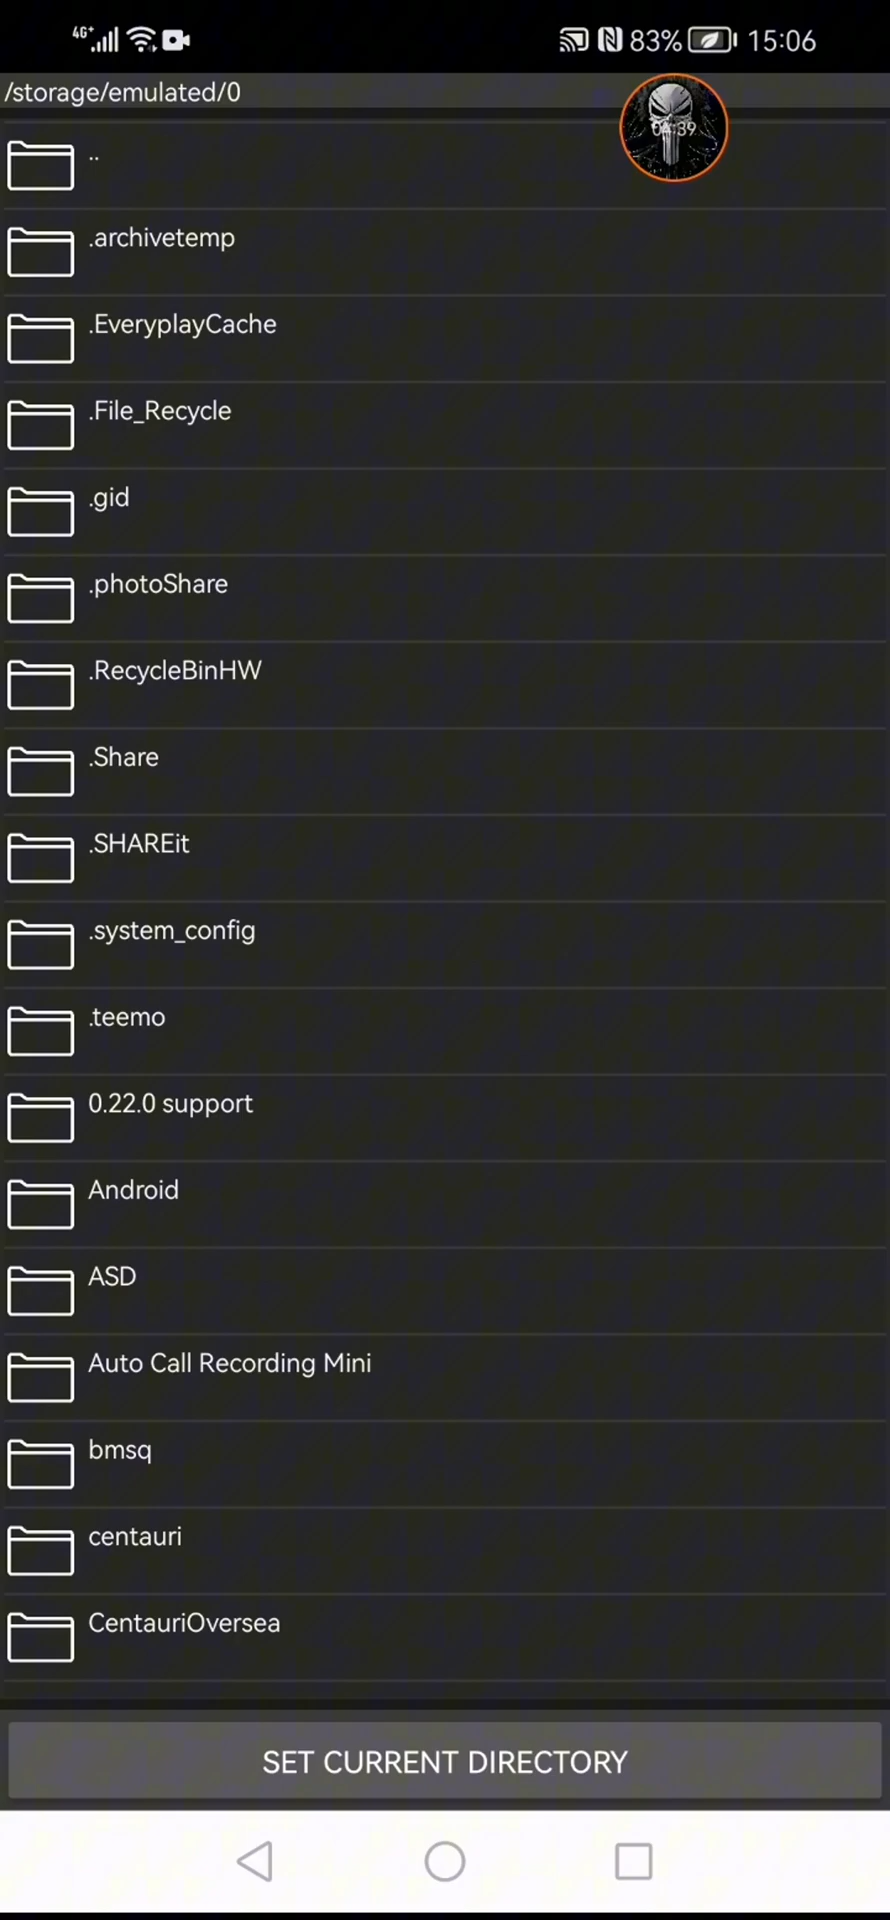 4G+ 83% 15:06
/storage/emulated/0
04:39
..
.archivetemp
.EveryplayCache
.File_Recycle
.gid
.photoShare
.RecycleBinHW
.Share
.SHAREit
.system_config
.teemo
0.22.0 support
Android
ASD
Auto Call Recording Mini
bmsq
centauri
CentauriOversea
SET CURRENT DIRECTORY